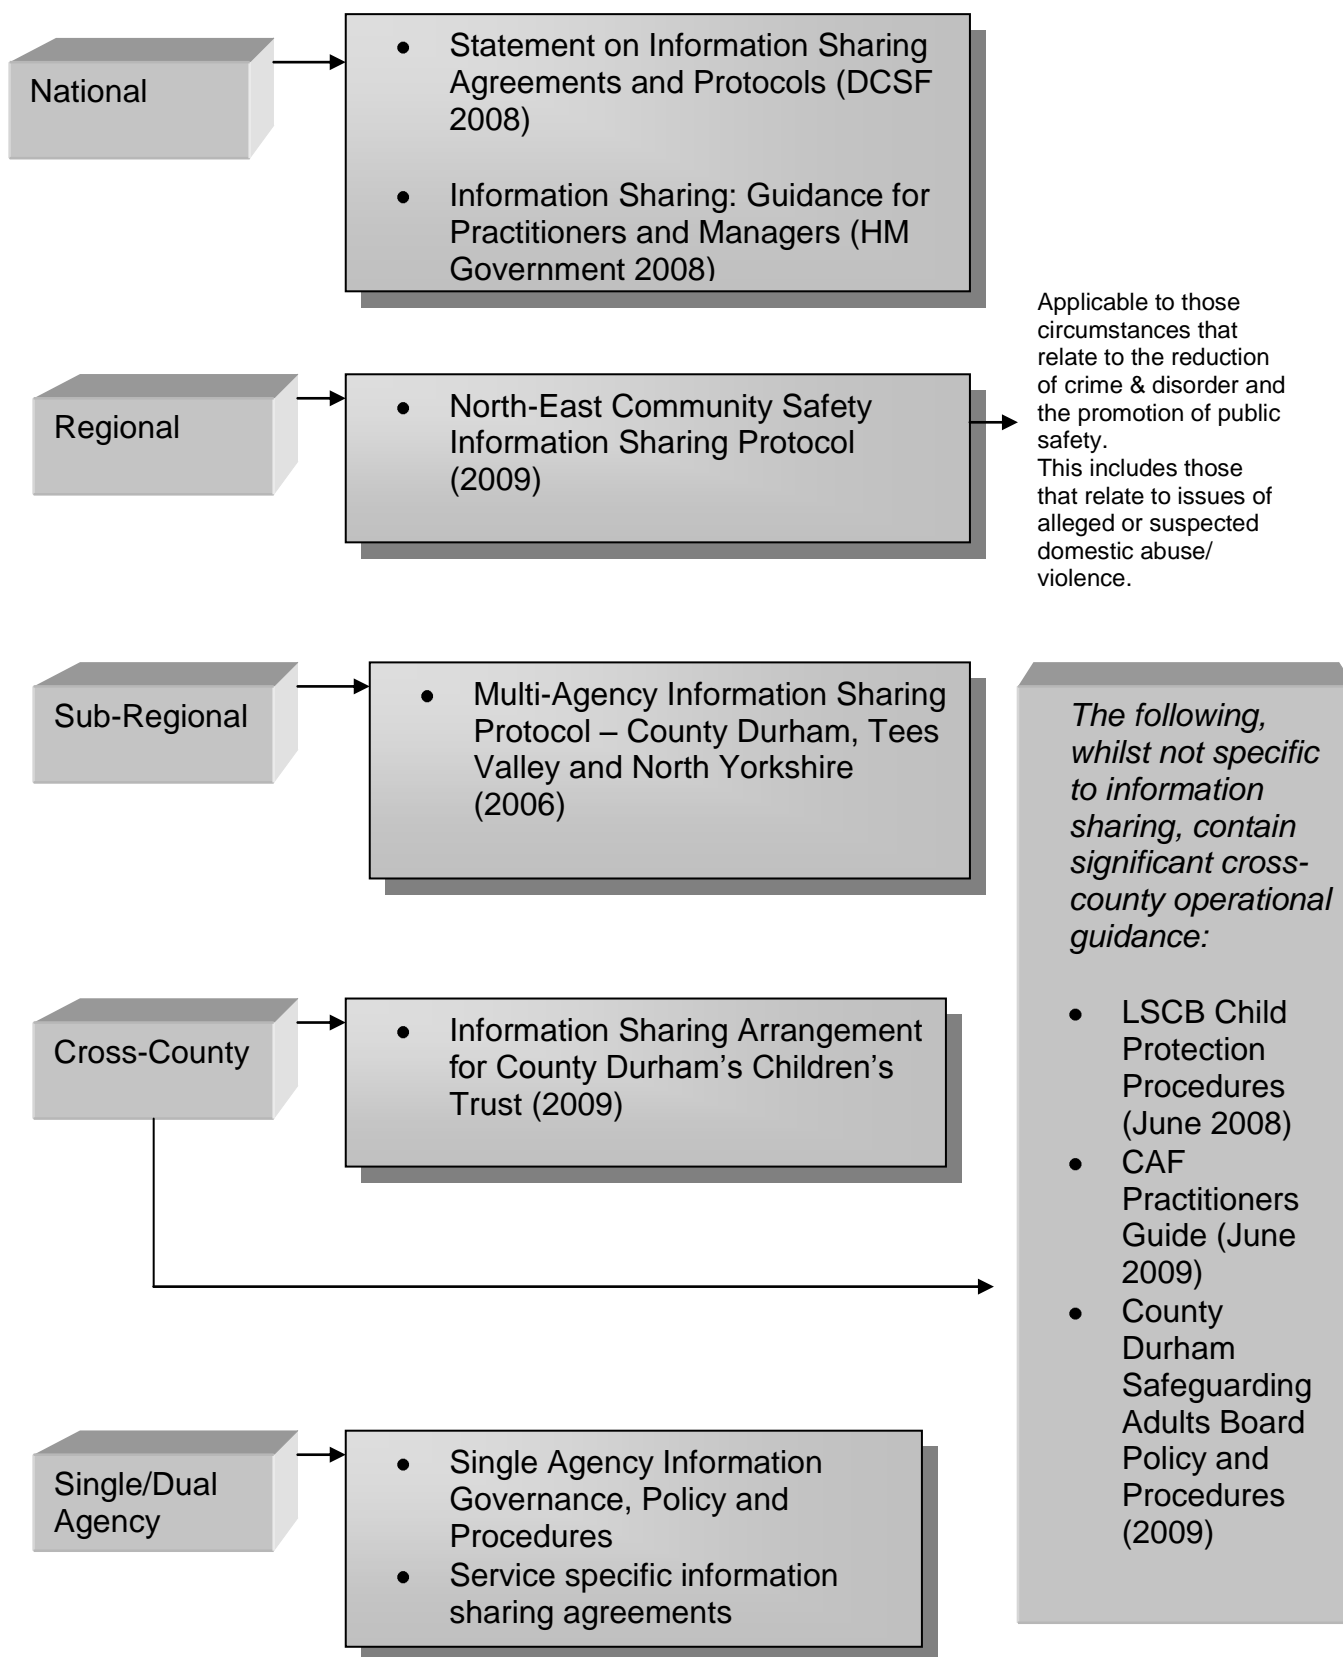 National
• Statement on Information Sharing
Agreements and Protocols (DCSF
2008)
• Information Sharing: Guidance for
Practitioners and Managers (HM
Government 2008)
Regional
• North-East Community Safety
Information Sharing Protocol
(2009)
Applicable to those
circumstances that
relate to the reduction
of crime & disorder and
the promotion of public
safety.
This includes those
that relate to issues of
alleged or suspected
domestic abuse/
violence.
Sub-Regional
• Multi-Agency Information Sharing
Protocol – County Durham, Tees
Valley and North Yorkshire
(2006)
Cross-County
• Information Sharing Arrangement
for County Durham’s Children’s
Trust (2009)
The following,
whilst not specific
to information
sharing, contain
significant cross-
county operational
guidance:
• LSCB Child
Protection
Procedures
(June 2008)
• CAF
Practitioners
Guide (June
2009)
• County
Durham
Safeguarding
Adults Board
Policy and
Procedures
(2009)
Single/Dual
Agency
• Single Agency Information
Governance, Policy and
Procedures
• Service specific information
sharing agreements